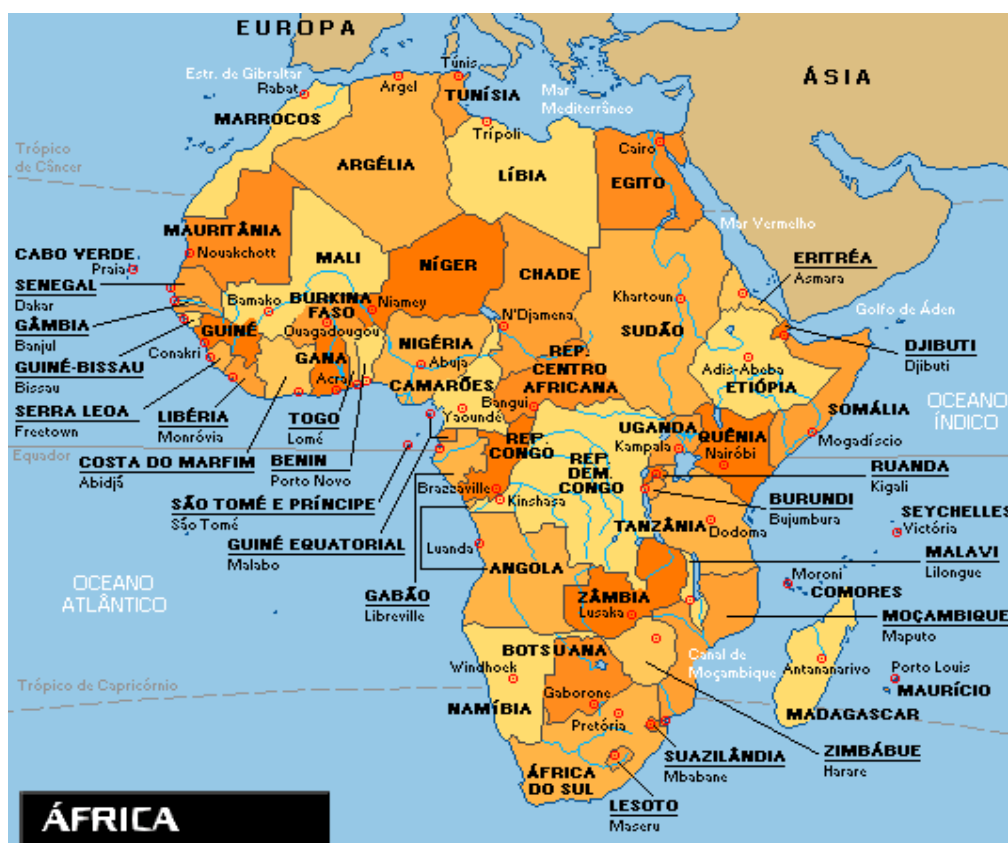 EUROPA
Estr. de Gibraltar
Rabat
Argel
Túnis
TUNÍSIA
Mar
Mediterrâneo
ÁSIA
MARROCOS
Trípoli
Cairo
Trópico
de Câncer
ARGÉLIA
LÍBIA
EGITO
Mar Vermelho
MAURITÂNIA
Nouakchott
CABO VERDE.
Praia
MALI
NÍGER
CHADE
ERITRÉA
Asmara
SENEGAL
Dakar
Bamako
BURKINA
FASO
Niamey
Khartoun
Golfo de Áden
GÂMBIA
Banjul
GUINÉ
Ouagadougou
N'Djamena
SUDÃO
DJIBUTI
Djibuti
GUINÉ-BISSAU
Bissau
Conakri
GANA
Acra
NIGÉRIA
Abuja
REP.
CENTRO
AFRICANA
Adis-Abeba
ETIÓPIA
SERRA LEOA
Freetown
LIBÉRIA
Monróvia
TOGO
Lomé
CAMARÕES
Yaoundé
Bangui
SOMÁLIA
OCEANO
ÍNDICO
Equador
COSTA DO MARFIM
Abidjã
BENIN
Porto Novo
REP.
CONGO
UGANDA
Kampala
QUÊNIA
Nairóbi
Mogadíscio
SÃO TOMÉ E PRÍNCIPE
São Tomé
Brazzaville
Kinshasa
REP.
DEM.
CONGO
RUANDA
Kigali
BURUNDI
Bujumbura
SEYCHELLES
Victória
GUINÉ EQUATORIAL
Malabo
Luanda
TANZÂNIA
Dodoma
MALAVI
Lilongue
OCEANO
ATLÂNTICO
GABÃO
Libreville
ANGOLA
ZÂMBIA
Lusaka
Moroni
COMORES
MOÇAMBIQUE
Maputo
BOTSUANA
Windhoek
Canal de
Moçambique
Antananarivo
Porto Louis
MAURÍCIO
Trópico de Capricórnio
NAMÍBIA
Gaborone
Pretória
MADAGASCAR
SUAZILÂNDIA
Mbabane
ZIMBÁBUE
Harare
ÁFRICA
DO SUL
LESOTO
Maseru
ÁFRICA